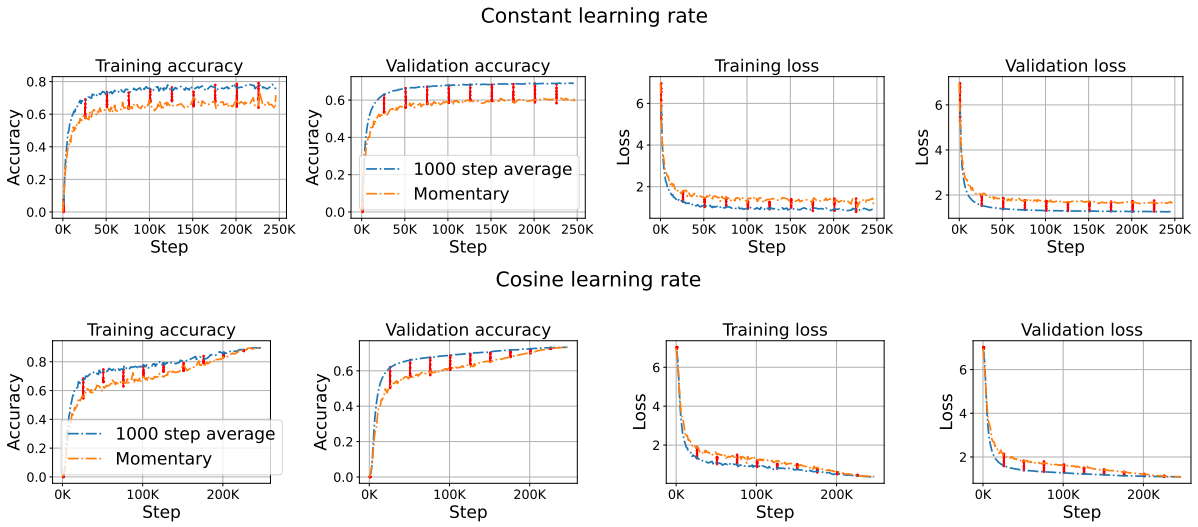 Constant learning rate
Training accuracy
Accuracy
0.8
0.6
0.4
0.2
0.0
0K 50K 100K 150K 200K 250K
Step
Validation accuracy
Accuracy
0.6
0.4
0.2
0.0
1000 step average
Momentary
0K 50K 100K 150K 200K 250K
Step
Training loss
Loss
6
4
2
0K 50K 100K 150K 200K 250K
Step
Validation loss
Loss
6
4
2
0K 50K 100K 150K 200K 250K
Step
Cosine learning rate
Training accuracy
Accuracy
0.8
0.6
0.4
0.2
0.0
1000 step average
Momentary
0K 100K 200K
Step
Validation accuracy
Accuracy
0.6
0.4
0.2
0.0
0K 100K 200K
Step
Training loss
Loss
6
4
2
0K 100K 200K
Step
Validation loss
Loss
6
4
2
0K 100K 200K
Step